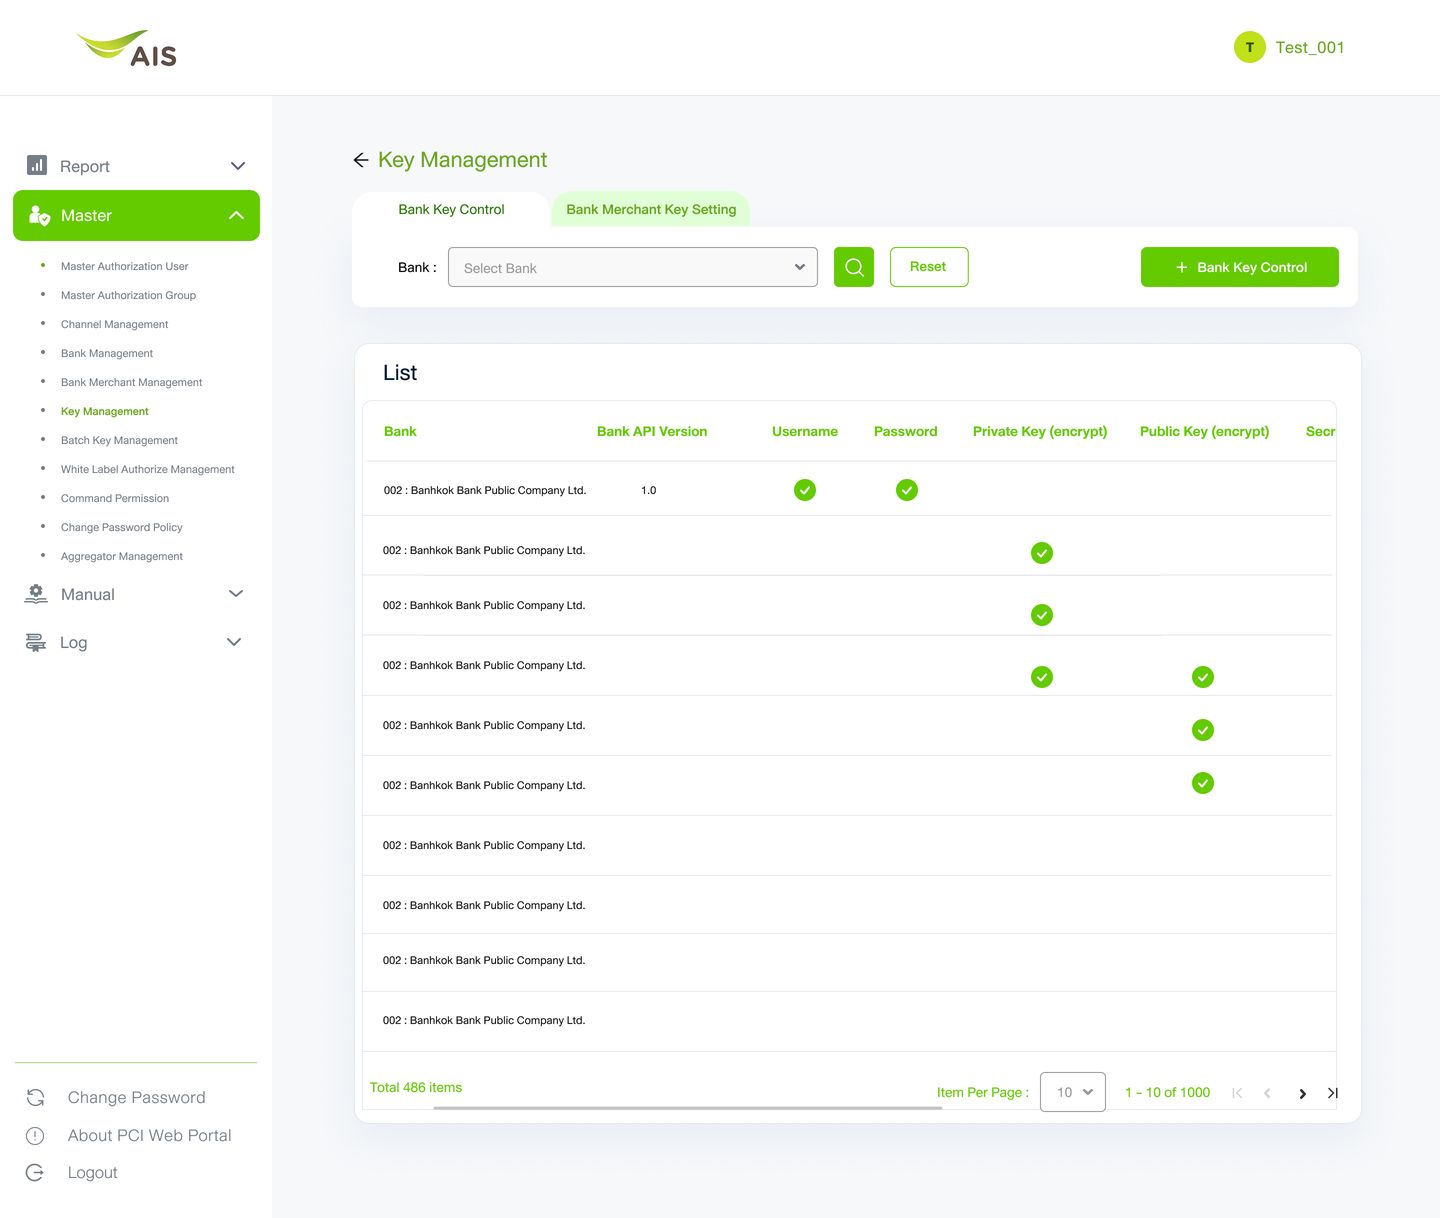 AIS
T Test_001
Report
Master
Master Authorization User
Master Authorization Group
Channel Management
Bank Management
Bank Merchant Management
Key Management
Batch Key Management
White Label Authorize Management
Command Permission
Change Password Policy
Aggregator Management
Manual
Log
Change Password
About PCI Web Portal
Logout
Key Management
Bank Key Control Bank Merchant Key Setting
Bank : Select Bank Reset + Bank Key Control
List
Bank Bank API Version Username Password Private Key (encrypt) Public Key (encrypt) Secr
002 : Banhkok Bank Public Company Ltd. 1.0
002 : Banhkok Bank Public Company Ltd.
002 : Banhkok Bank Public Company Ltd.
002 : Banhkok Bank Public Company Ltd.
002 : Banhkok Bank Public Company Ltd.
002 : Banhkok Bank Public Company Ltd.
002 : Banhkok Bank Public Company Ltd.
002 : Banhkok Bank Public Company Ltd.
002 : Banhkok Bank Public Company Ltd.
002 : Banhkok Bank Public Company Ltd.
Total 486 items
Item Per Page : 10 1 - 10 of 1000